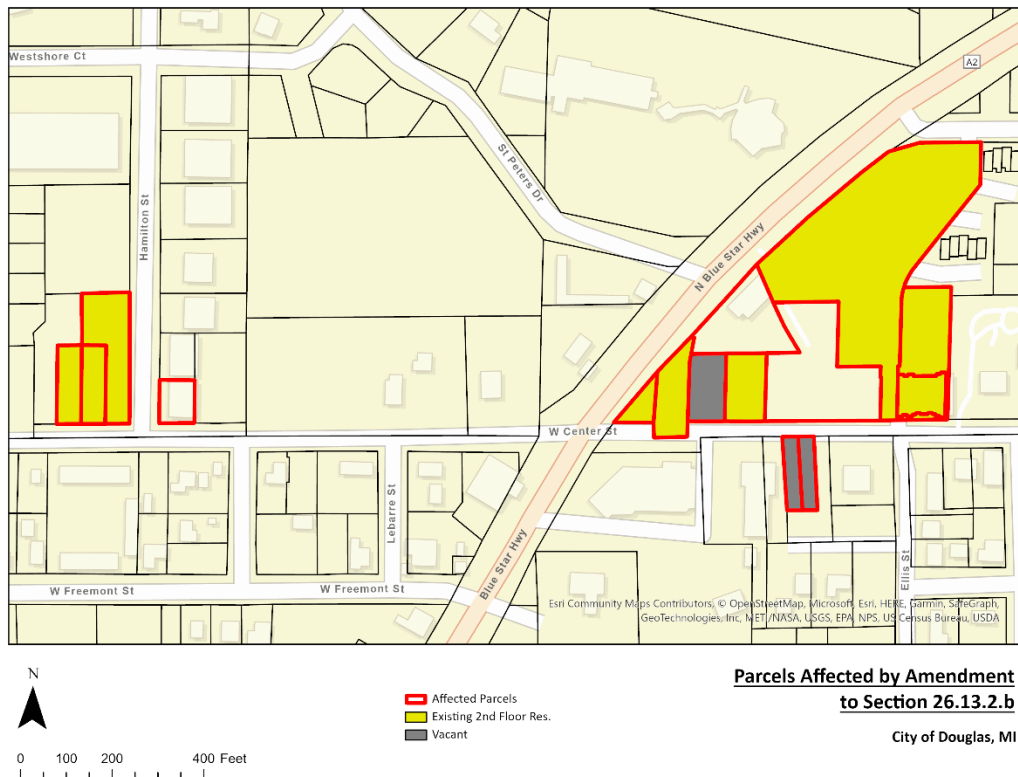 Westshore Ct
A2
St Peters Dr
Hamilton St
N Blue Star Hwy
W Center St
Lebarre St
Blue Star Hwy
Ellis St
W Freemont St
W Freemont St
Esri Community Maps Contributors, © OpenStreetMap, Microsoft, Esri, HERE, Garmin, SafeGraph,
GeoTechnologies, Inc, MET/NASA, USGS, EPA, NPS, US Census Bureau, USDA
N
Parcels Affected by Amendment
to Section 26.13.2.b
City of Douglas, MI
Affected Parcels
Existing 2nd Floor Res.
Vacant
0 100 200 400 Feet